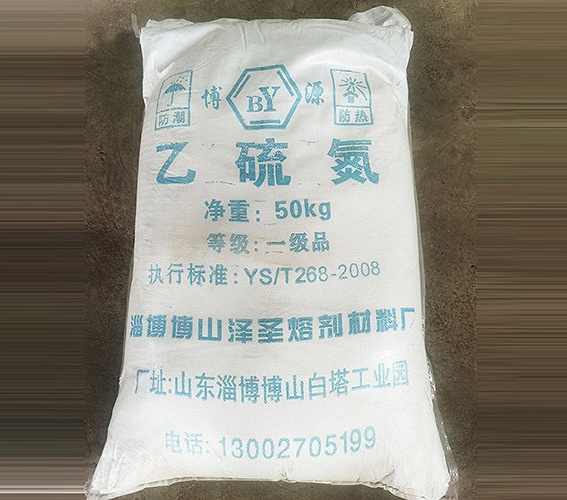 博 BY 源
防潮 防热
乙硫氮
净重：50kg
等级：一级品
执行标准：YS/T268-2008
淄博博山泽圣熔剂材料厂
厂址:山东淄博博山白塔工业园
电话:13002705199